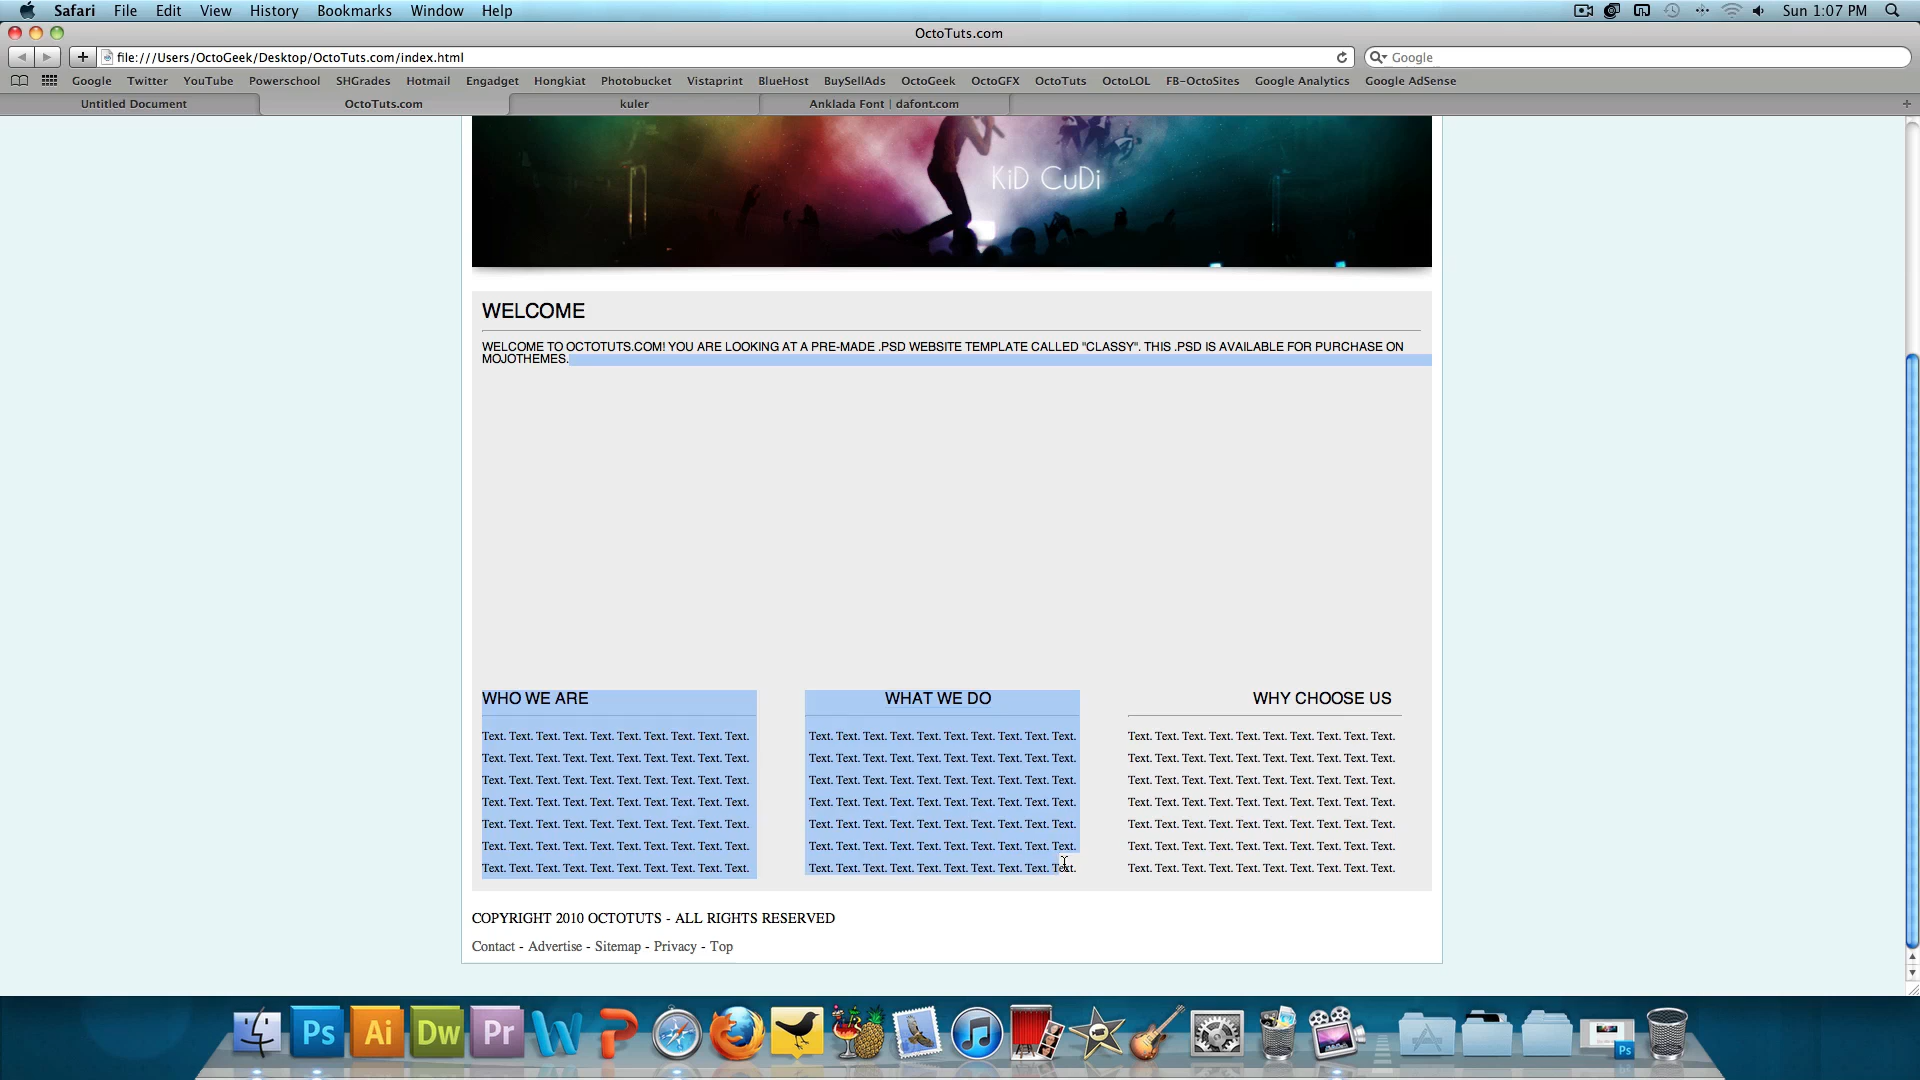 Safari File Edit View History Bookmarks Window Help Sun 1:07 PM
OctoTuts.com
file:///Users/OctoGeek/Desktop/OctoTuts.com/index.html Google
Google Twitter YouTube Powerschool SHGrades Hotmail Engadget Hongkiat Photobucket Vistaprint BlueHost BuySellAds OctoGeek OctoGFX OctoTuts OctoLOL FB-OctoSites Google Analytics Google AdSense
Untitled Document OctoTuts.com kuler Anklada Font | dafont.com
KiD CuDi
WELCOME
WELCOME TO OCTOTUTS.COM! YOU ARE LOOKING AT A PRE-MADE .PSD WEBSITE TEMPLATE CALLED "CLASSY". THIS .PSD IS AVAILABLE FOR PURCHASE ON
MOJOTHEMES.
WHO WE ARE
Text. Text. Text. Text. Text. Text. Text. Text. Text. Text.
Text. Text. Text. Text. Text. Text. Text. Text. Text. Text.
Text. Text. Text. Text. Text. Text. Text. Text. Text. Text.
Text. Text. Text. Text. Text. Text. Text. Text. Text. Text.
Text. Text. Text. Text. Text. Text. Text. Text. Text. Text.
Text. Text. Text. Text. Text. Text. Text. Text. Text. Text.
Text. Text. Text. Text. Text. Text. Text. Text. Text. Text.
WHAT WE DO
Text. Text. Text. Text. Text. Text. Text. Text. Text. Text.
Text. Text. Text. Text. Text. Text. Text. Text. Text. Text.
Text. Text. Text. Text. Text. Text. Text. Text. Text. Text.
Text. Text. Text. Text. Text. Text. Text. Text. Text. Text.
Text. Text. Text. Text. Text. Text. Text. Text. Text. Text.
Text. Text. Text. Text. Text. Text. Text. Text. Text. Text.
Text. Text. Text. Text. Text. Text. Text. Text. Text. Text.
WHY CHOOSE US
Text. Text. Text. Text. Text. Text. Text. Text. Text. Text.
Text. Text. Text. Text. Text. Text. Text. Text. Text. Text.
Text. Text. Text. Text. Text. Text. Text. Text. Text. Text.
Text. Text. Text. Text. Text. Text. Text. Text. Text. Text.
Text. Text. Text. Text. Text. Text. Text. Text. Text. Text.
Text. Text. Text. Text. Text. Text. Text. Text. Text. Text.
Text. Text. Text. Text. Text. Text. Text. Text. Text. Text.
COPYRIGHT 2010 OCTOTUTS - ALL RIGHTS RESERVED
Contact - Advertise - Sitemap - Privacy - Top
Ps Ai Dw Pr W P Ps